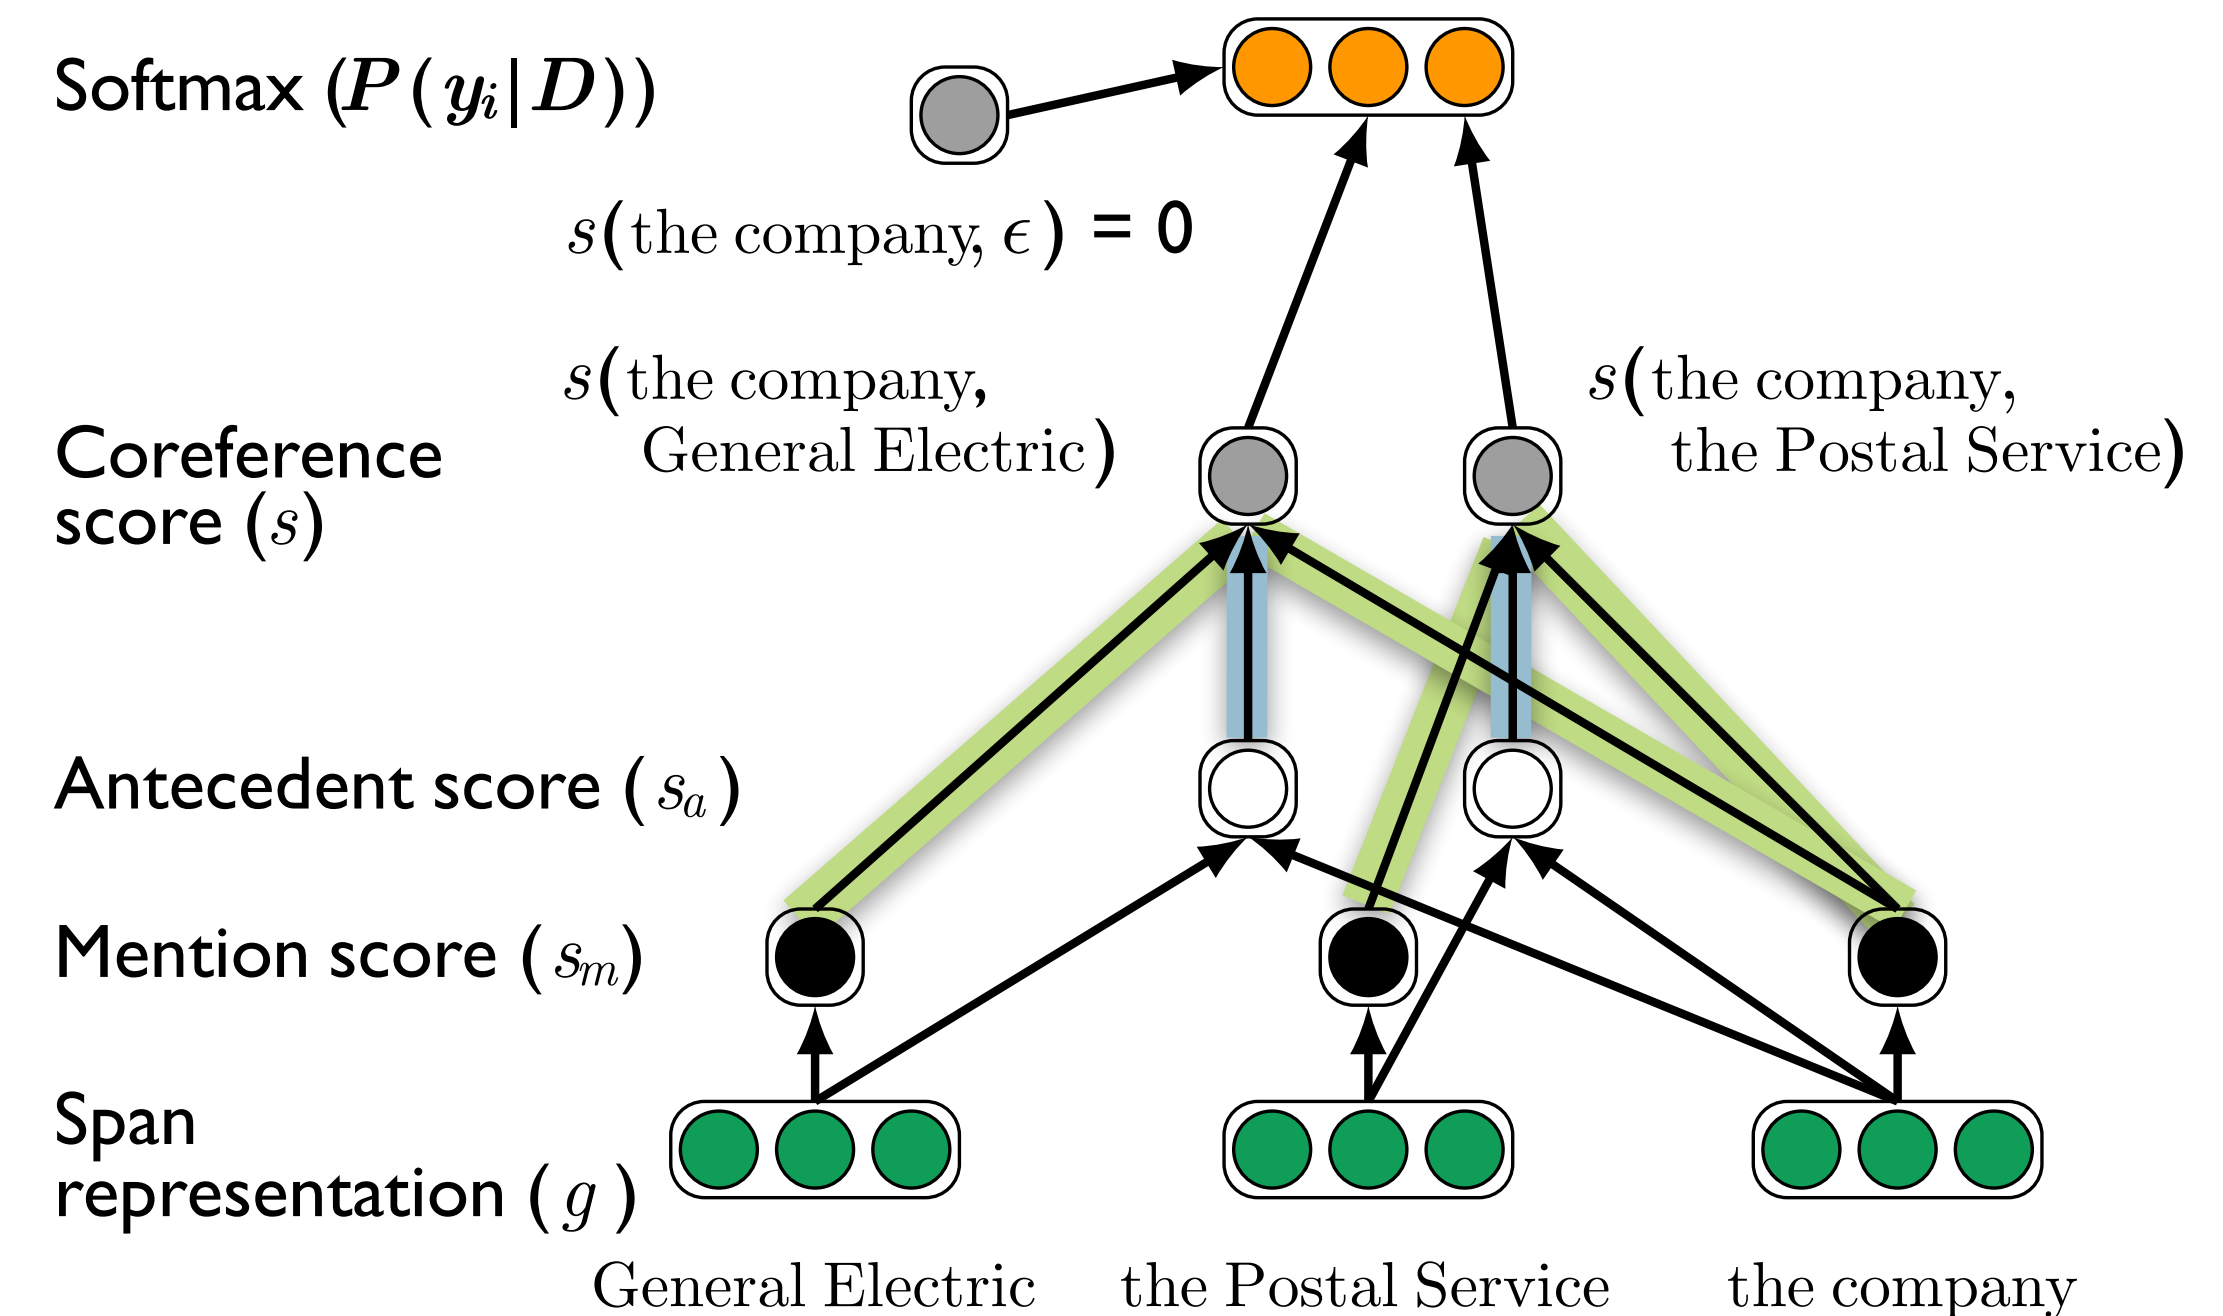 Softmax (P(yᵢ|D))
s(the company, ϵ) = 0
s(the company,
General Electric)
s(the company,
the Postal Service)
Coreference
score (s)
Antecedent score (sₐ)
Mention score (sₘ)
Span
representation (g)
General Electric
the Postal Service
the company